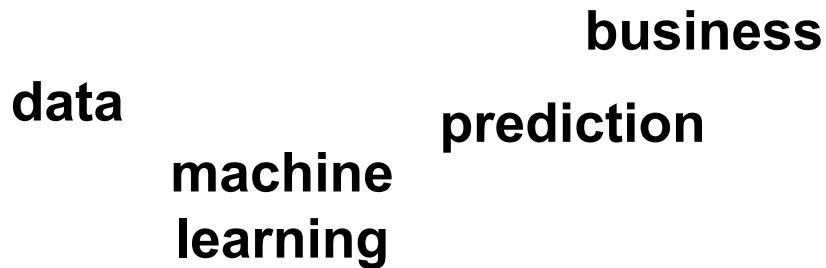 business
data
prediction
machine
learning